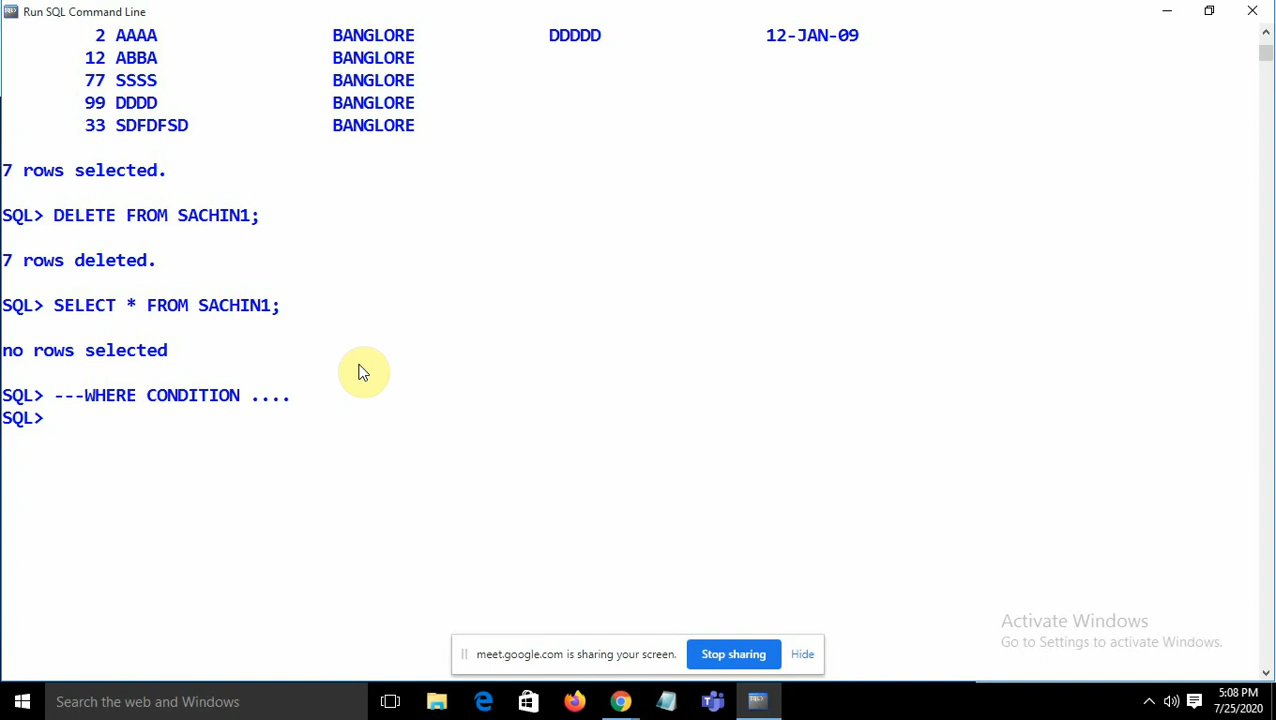 Run SQL Command Line
2 AAAA BANGLORE DDDDD 12-JAN-09
12 ABBA BANGLORE
77 SSSS BANGLORE
99 DDDD BANGLORE
33 SDFDFSD BANGLORE
7 rows selected.
SQL> DELETE FROM SACHIN1;
7 rows deleted.
SQL> SELECT * FROM SACHIN1;
no rows selected
SQL> ---WHERE CONDITION ....
SQL>
Activate Windows
Go to Settings to activate Windows.
meet.google.com is sharing your screen. Stop sharing Hide
Search the web and Windows
5:08 PM
7/25/2020